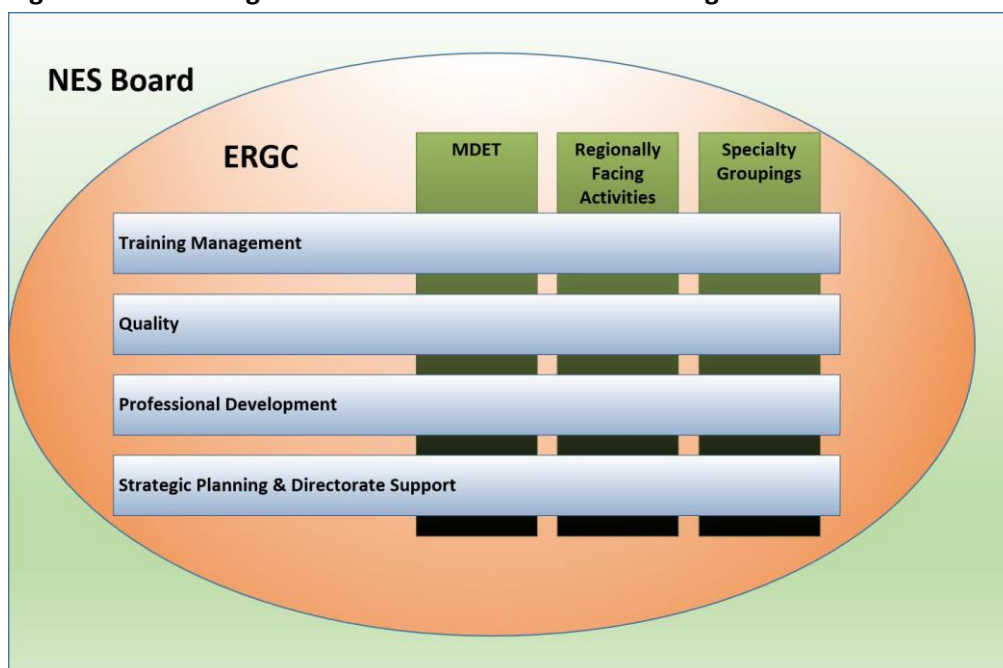 NES Board
ERGC
MDET
Regionally
Facing
Activities
Specialty
Groupings
Training Management
Quality
Professional Development
Strategic Planning & Directorate Support